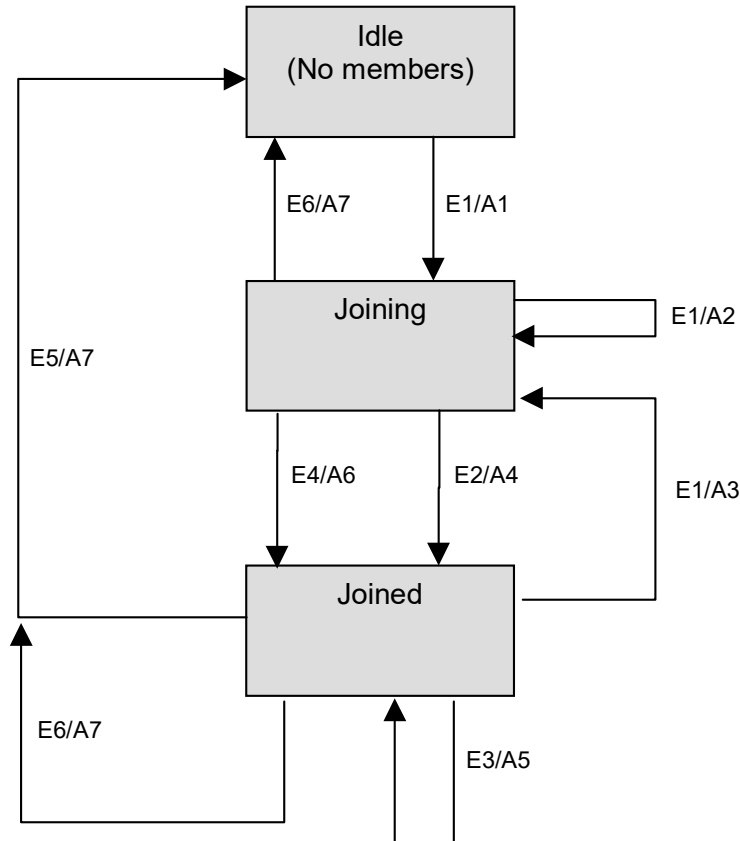 Idle
(No members)
E6/A7
E1/A1
Joining
E1/A2
E5/A7
E4/A6
E2/A4
E1/A3
Joined
E6/A7
E3/A5